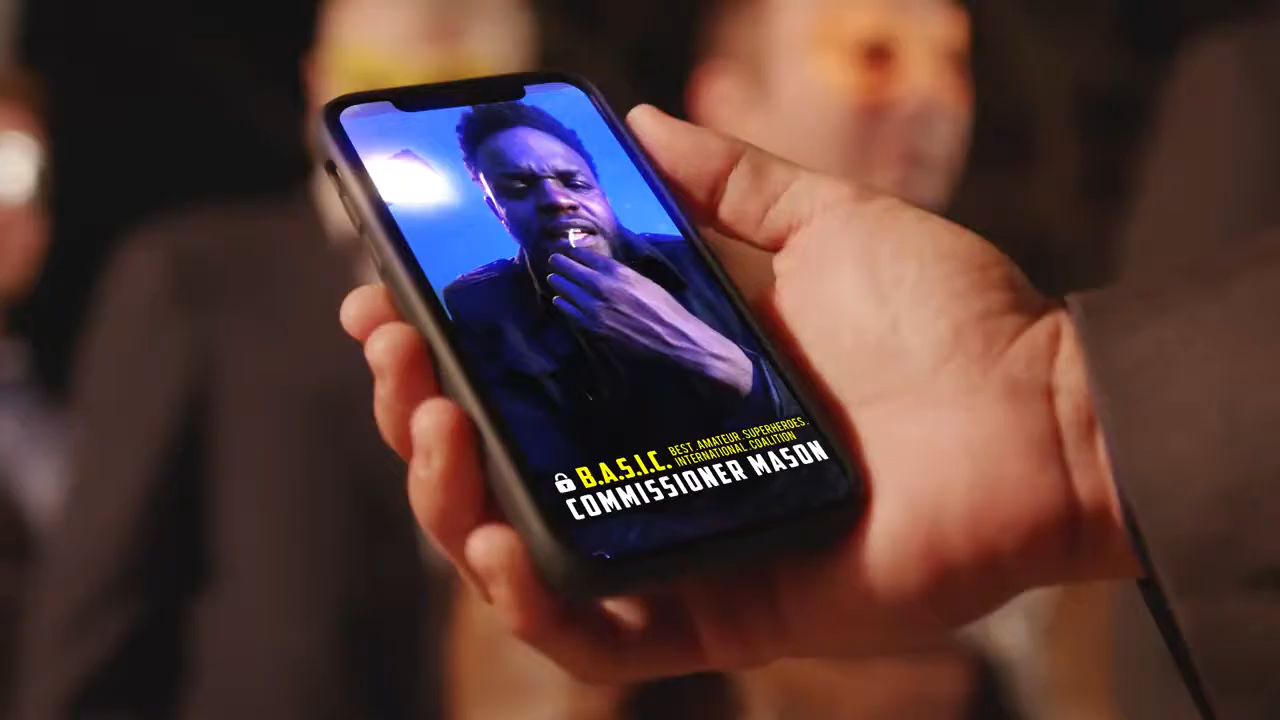 B.A.S.I.C. BEST.AMATEUR.SUPERHEROES.
INTERNATIONAL.COALITION
COMMISSIONER MASON